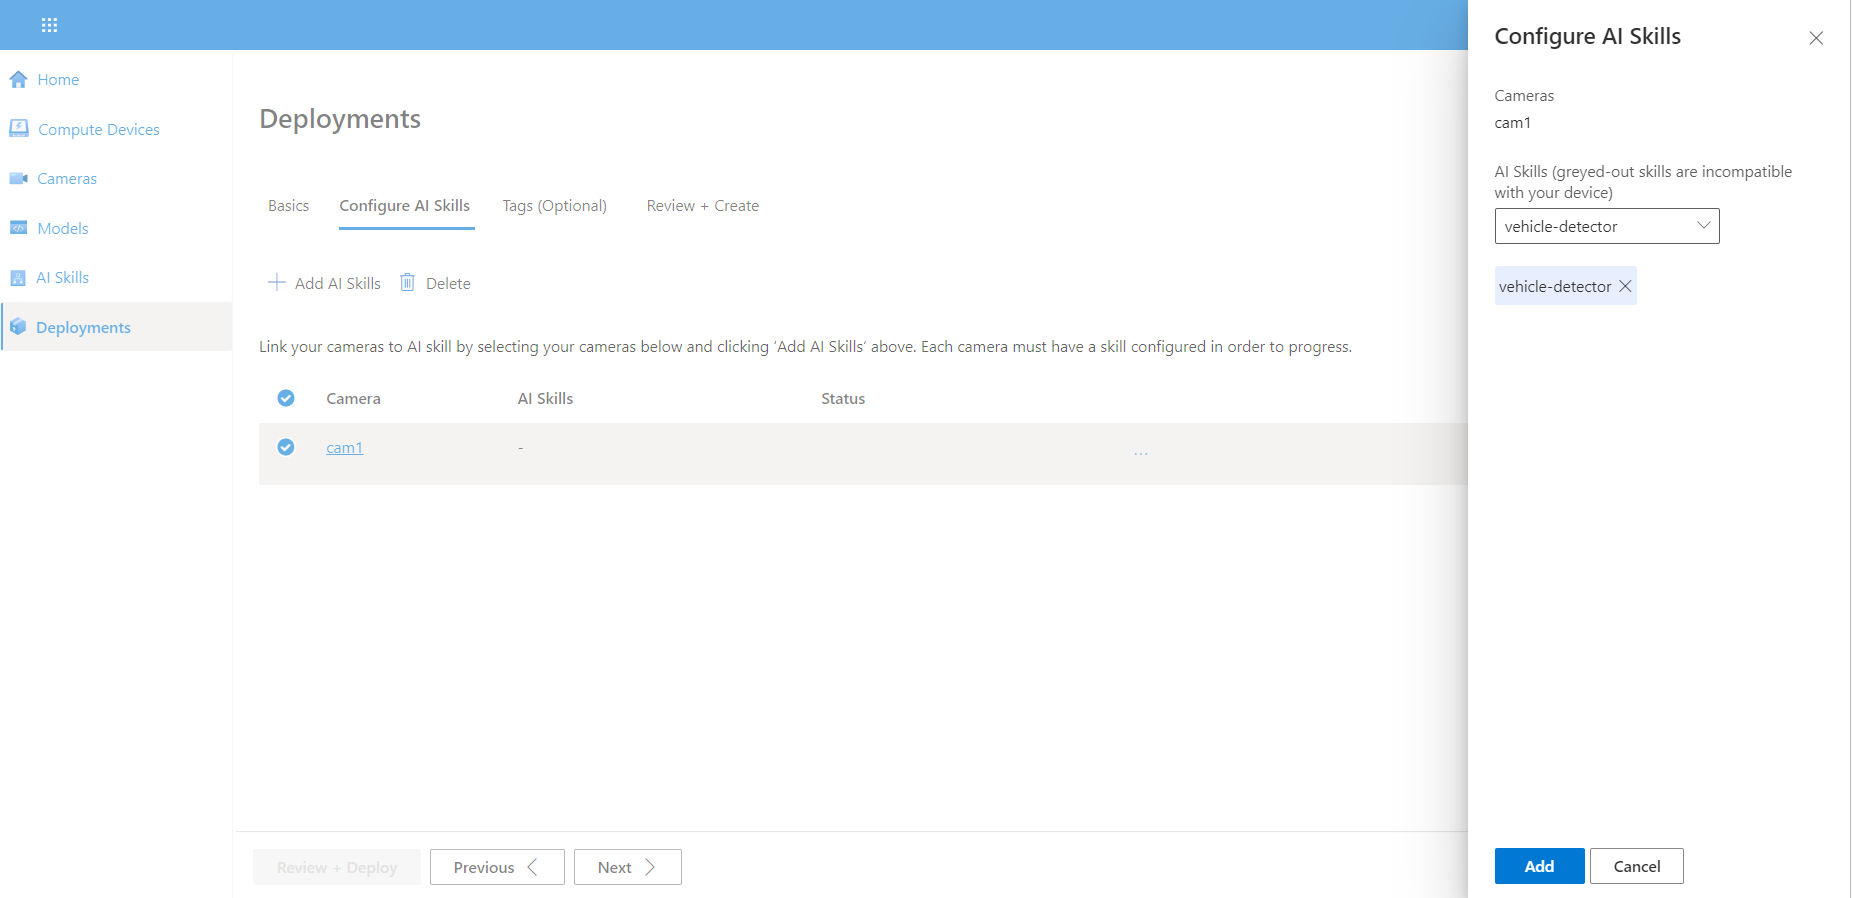 Home
Compute Devices
Cameras
Models
AI Skills
Deployments
Deployments
Basics
Configure AI Skills
Tags (Optional)
Review + Create
Add AI Skills
Delete
Link your cameras to AI skill by selecting your cameras below and clicking 'Add AI Skills' above. Each camera must have a skill configured in order to progress.
Camera AI Skills Status
cam1 - ...
Review + Deploy
Previous
Next
Configure AI Skills
Cameras
cam1
AI Skills (greyed-out skills are incompatible
with your device)
vehicle-detector
vehicle-detector
Add
Cancel